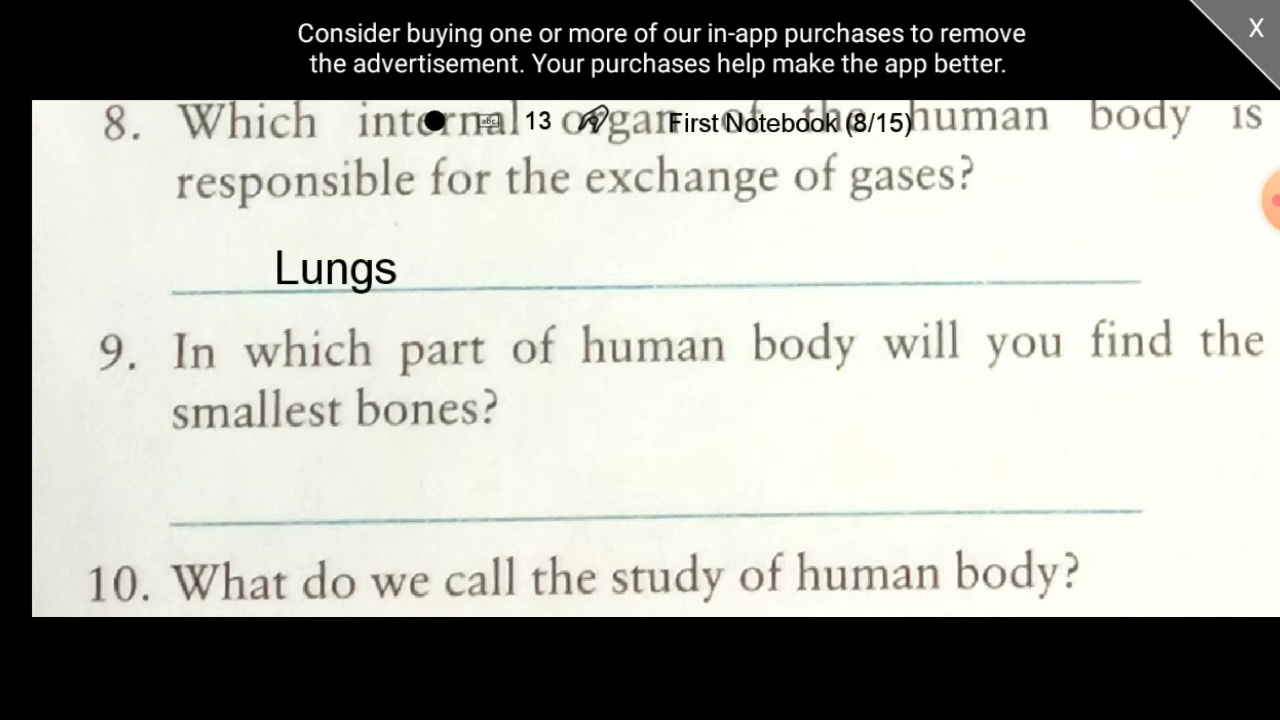 Consider buying one or more of our in-app purchases to remove
the advertisement. Your purchases help make the app better.
X
8. Which internal organ of the human body is
abc 13 First Notebook (8/15)
responsible for the exchange of gases?
Lungs
9. In which part of human body will you find the
smallest bones?
10. What do we call the study of human body?